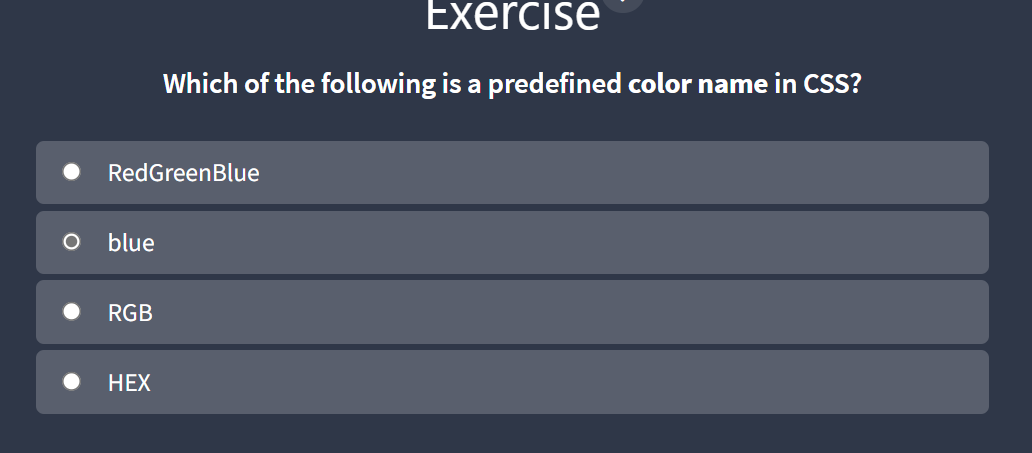 Exercise
Which of the following is a predefined color name in CSS?
RedGreenBlue
blue
RGB
HEX